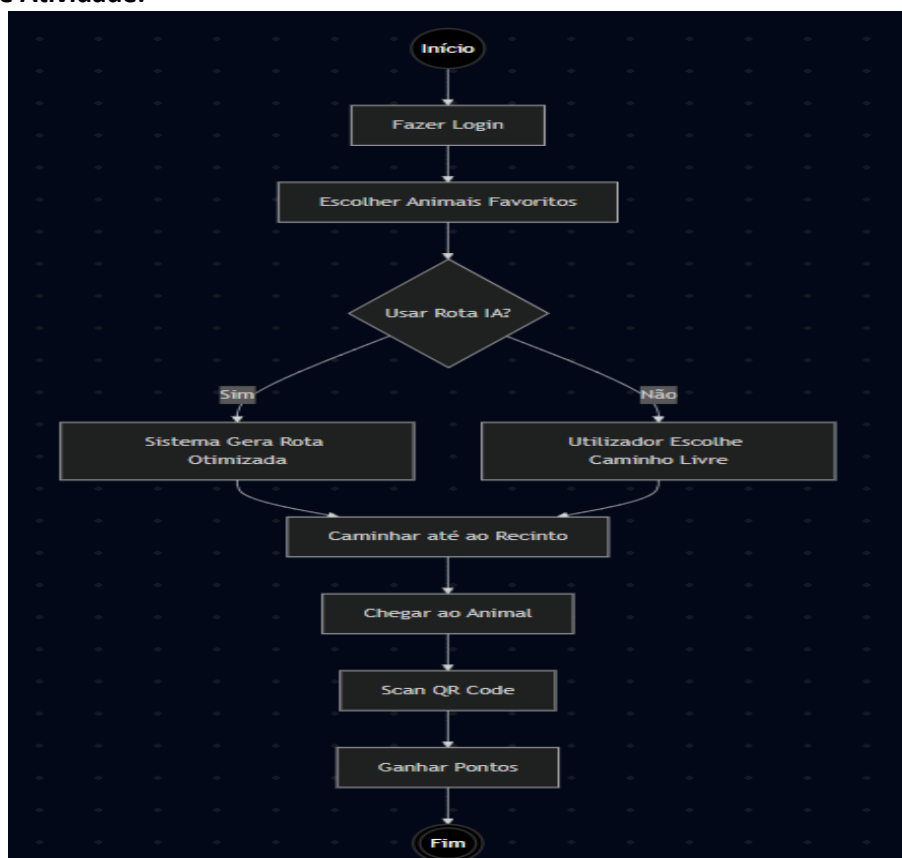 Atividade:
Início
Fazer Login
Escolher Animais Favoritos
Usar Rota IA?
Sim
Não
Sistema Gera Rota
Otimizada
Utilizador Escolhe
Caminho Livre
Caminhar até ao Recinto
Chegar ao Animal
Scan QR Code
Ganhar Pontos
Fim